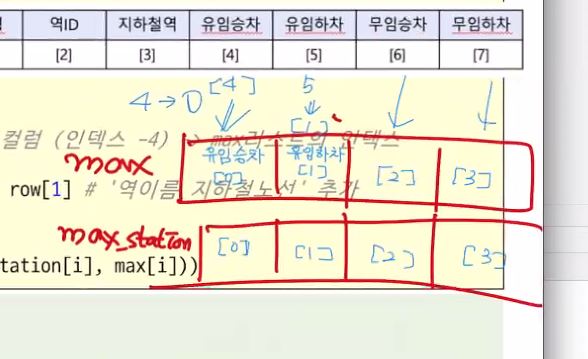 역ID 지하철역 유임승차 유임하차 무임승차 무임하차
[2] [3] [4] [5] [6] [7]
4→0 [4] 5
컬럼 (인덱스 -4) -> max리스트의 인덱스
[1]
max 유임승차 유임하차
[0] [1] [2] [3]
row[1] # '역이름 지하철노선' 추가
max_station [0] [1] [2] [3]
tation[i], max[i]))